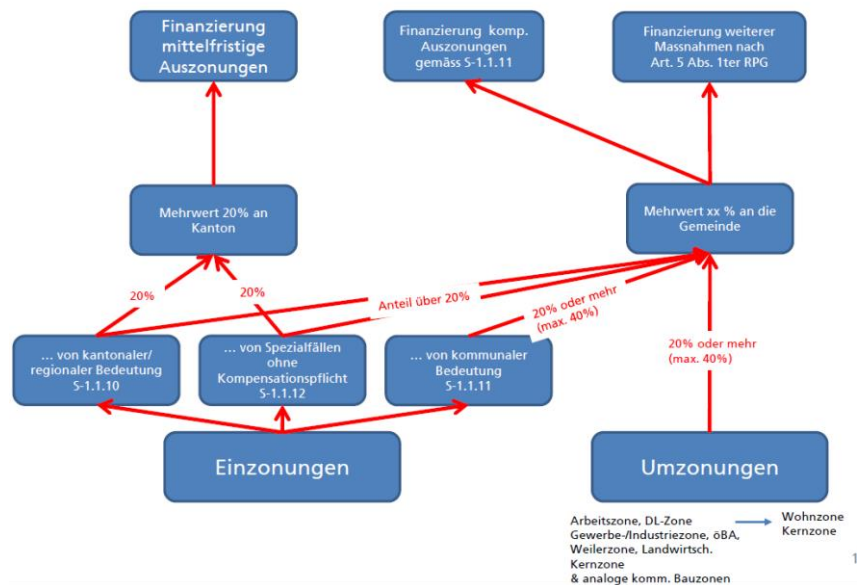 Finanzierung
mittelfristige
Auszonungen
Finanzierung komp.
Auszonungen
gemäss S-1.1.11
Finanzierung weiterer
Massnahmen nach
Art. 5 Abs. 1ter RPG
Mehrwert 20% an
Kanton
Mehrwert xx % an die
Gemeinde
20%
20%
Anteil über 20%
20% oder mehr
(max. 40%)
20% oder mehr
(max. 40%)
... von kantonaler/
regionaler Bedeutung
S-1.1.10
... von Spezialfällen
ohne
Kompensationspflicht
S-1.1.12
... von kommunaler
Bedeutung
S-1.1.11
Einzonungen
Umzonungen
Arbeitszone, DL-Zone
Gewerbe-/Industriezone, öBA,
Weilerzone, Landwirtsch.
Kernzone
& analoge komm. Bauzonen
Wohnzone
Kernzone
1